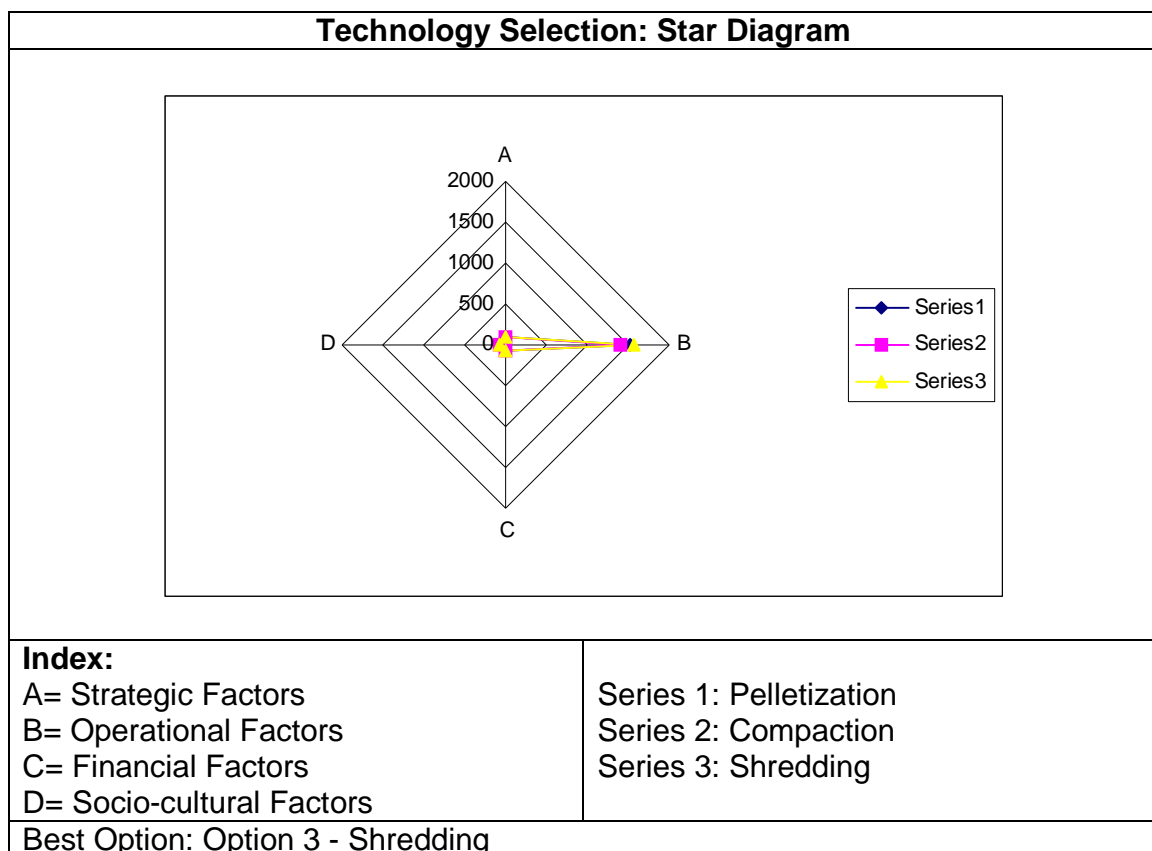 Technology Selection: Star Diagram
A
2000
1500
1000
500
0
D
B
C
Series1
Series2
Series3
Index:
A= Strategic Factors
B= Operational Factors
C= Financial Factors
D= Socio-cultural Factors
Series 1: Pelletization
Series 2: Compaction
Series 3: Shredding
Best Option: Option 3 - Shredding